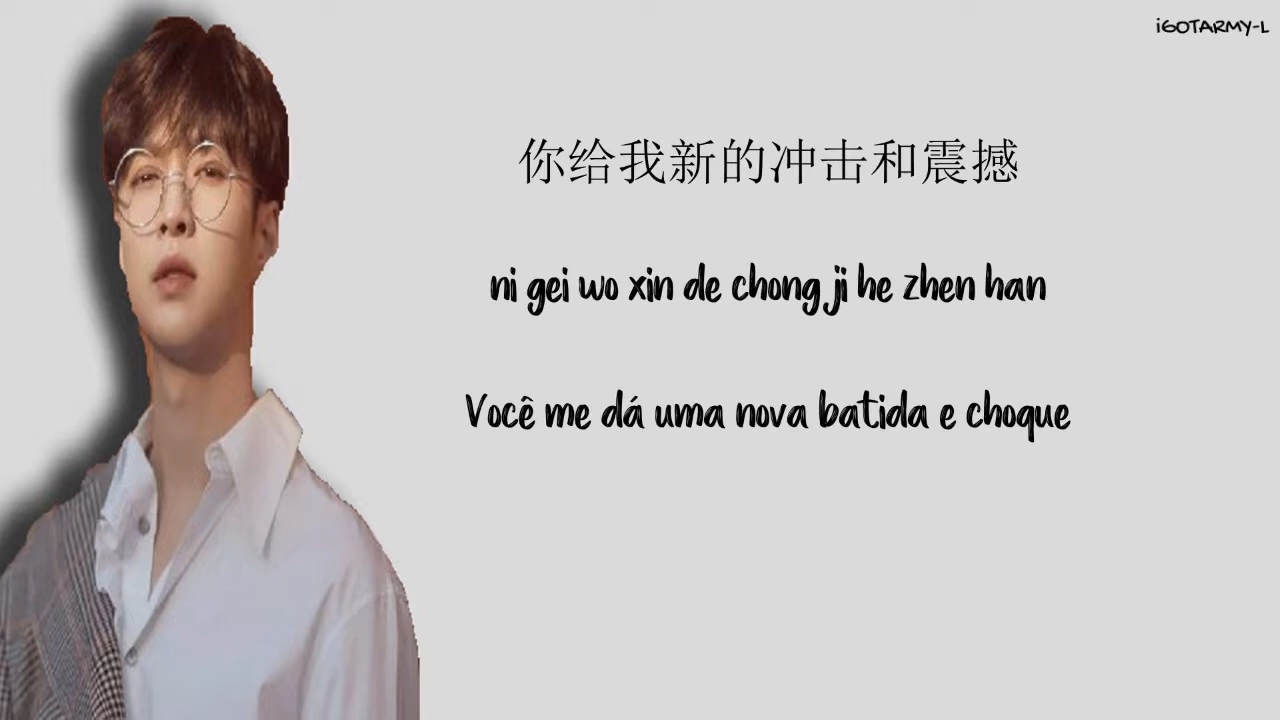 iGOTARMY-L
你给我新的冲击和震撼
ni gei wo xin de chong ji he zhen han
Você me dá uma nova batida e choque